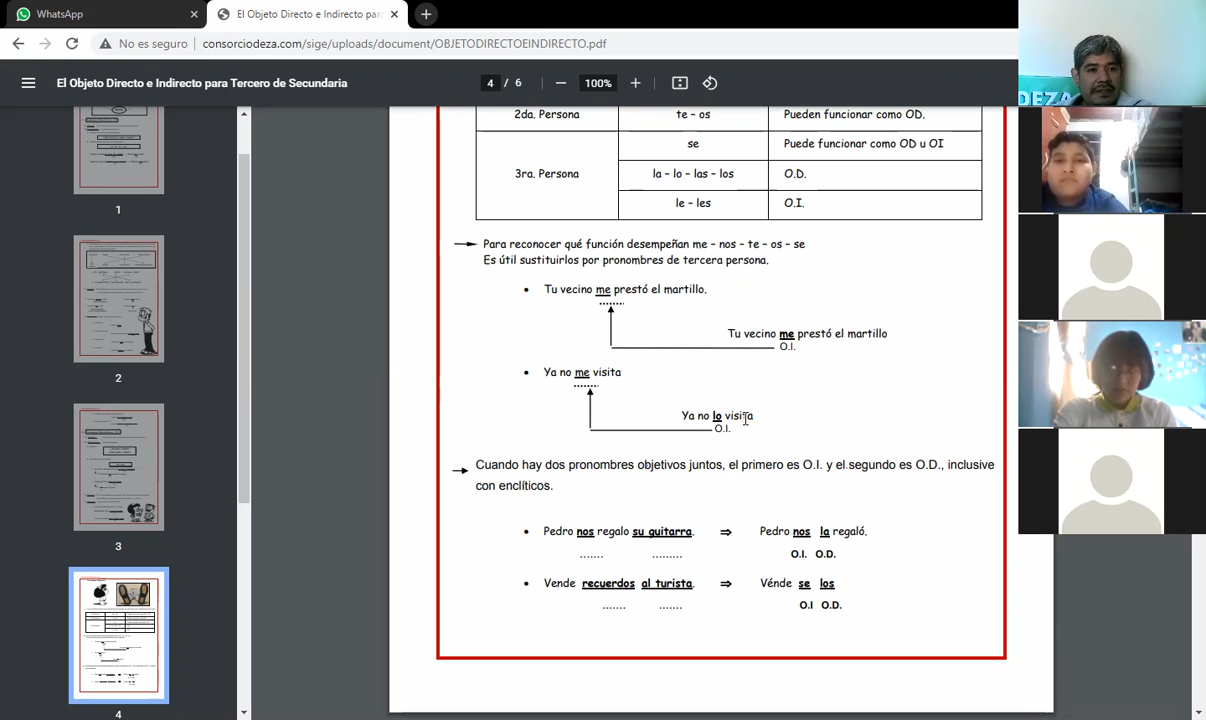 WhatsApp
El Objeto Directo e Indirecto par
No es seguro
consorciodeza.com/sige/uploads/document/OBJETODIRECTOEINDIRECTO.pdf
El Objeto Directo e Indirecto para Tercero de Secundaria
4 / 6
100%
DEZA
1
2
3
4
2da. Persona
te – os
Pueden funcionar como OD.
se
Puede funcionar como OD u OI
3ra. Persona
la – lo – las – los
O.D.
le – les
O.I.
Para reconocer qué función desempeñan me – nos – te – os – se
Es útil sustituirlos por pronombres de tercera persona.
• Tu vecino me prestó el martillo.
Tu vecino me prestó el martillo
O.I.
• Ya no me visita
Ya no lo visita
O.I.
Cuando hay dos pronombres objetivos juntos, el primero es O.I. y el segundo es O.D., inclusive
con enclíticos.
• Pedro nos regalo su guitarra. ⇒ Pedro nos la regaló.
....... ......... O.I. O.D.
• Vende recuerdos al turista. ⇒ Vénde se los
....... ....... O.I O.D.